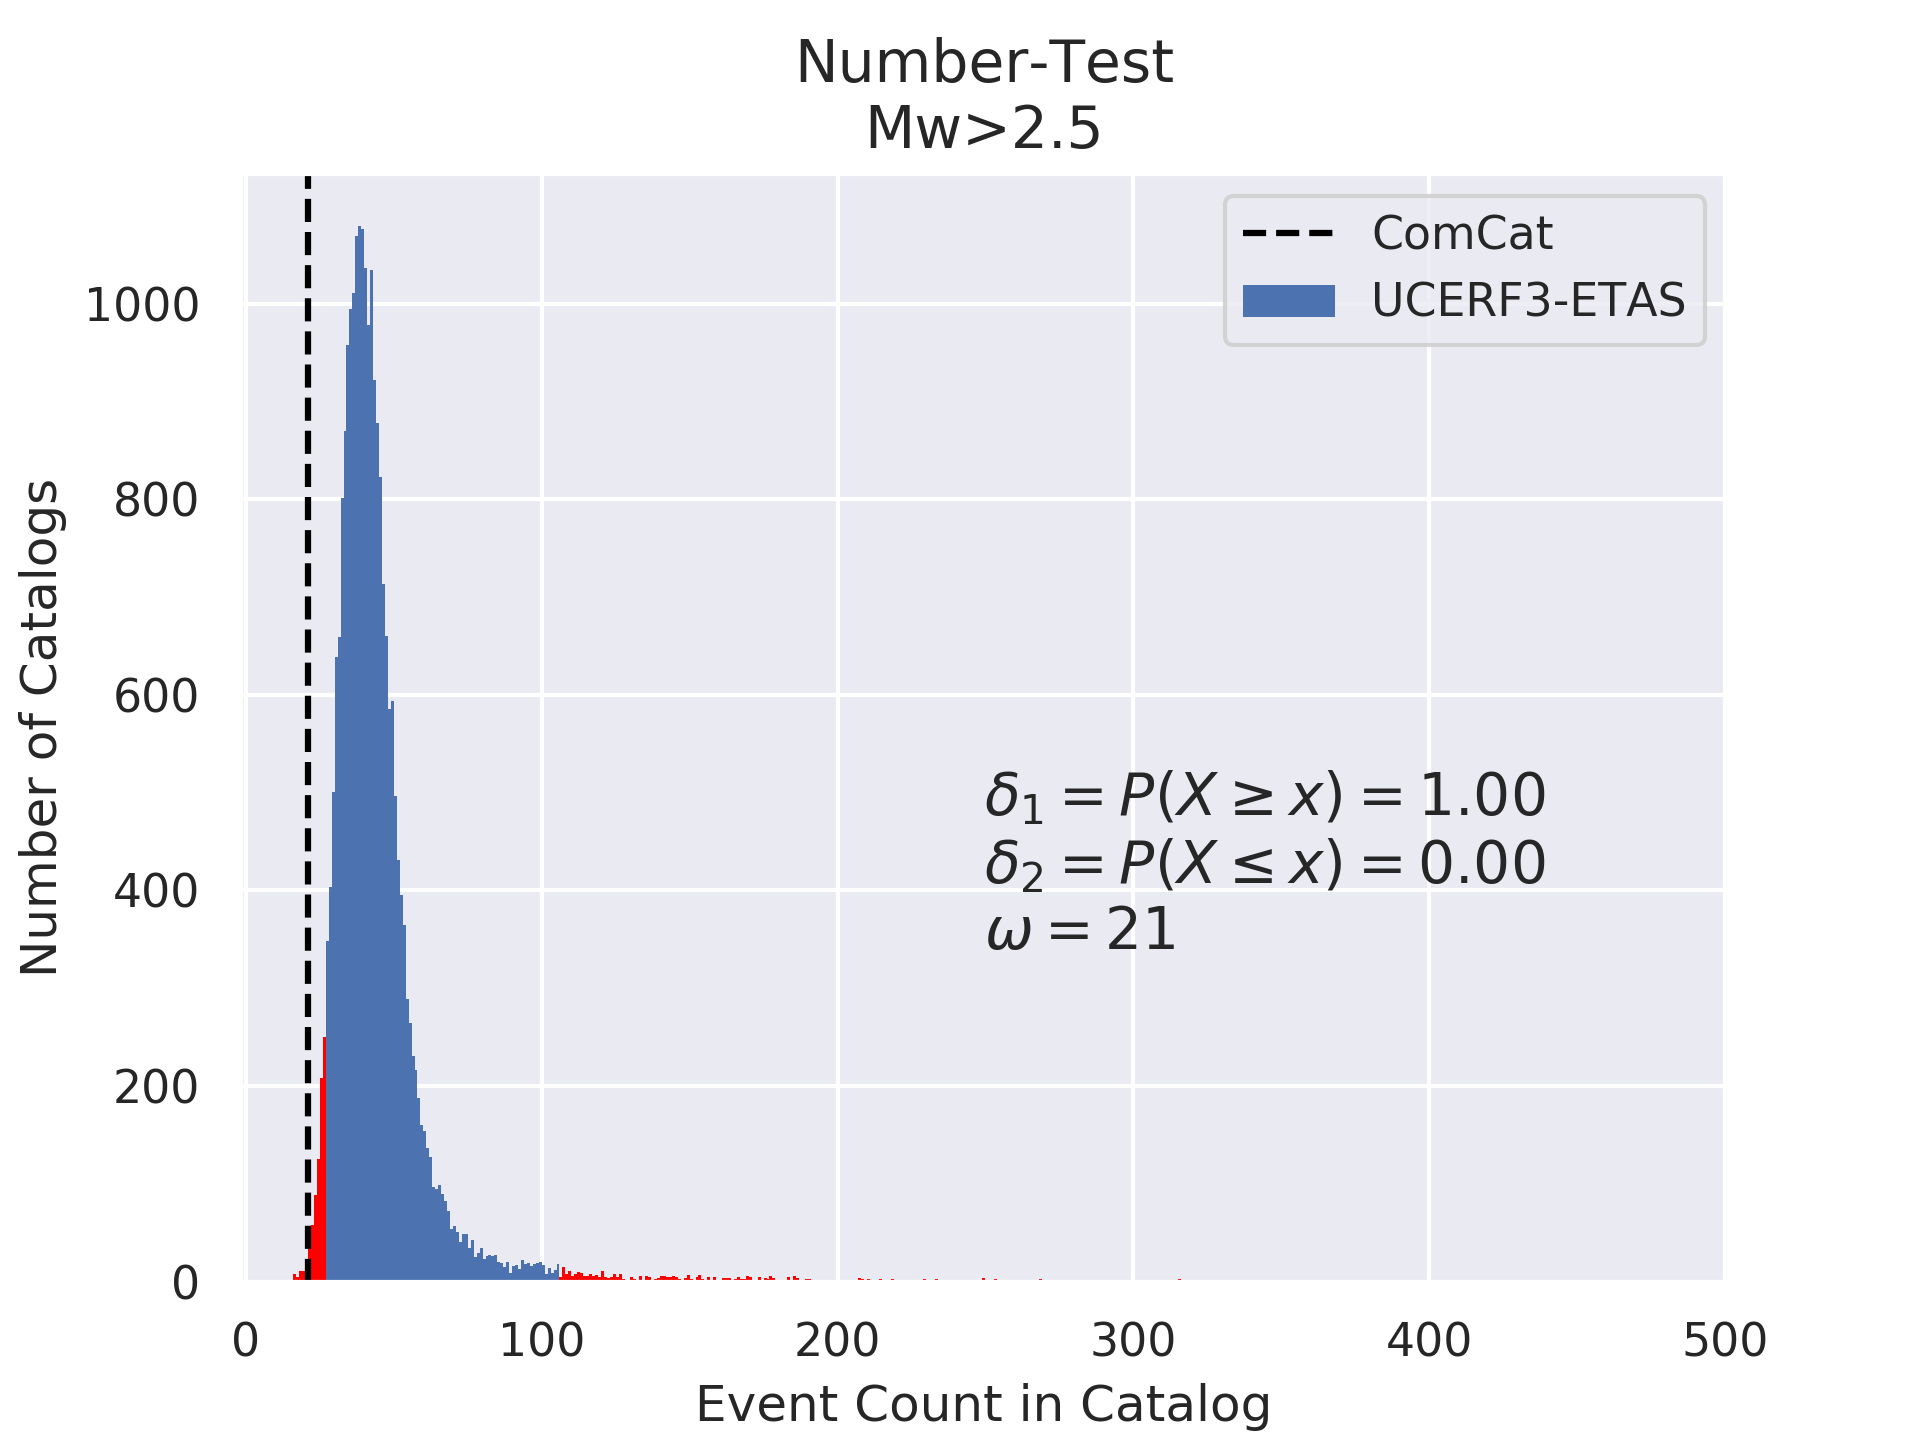 Number-Test
Mw>2.5
ComCat
UCERF3-ETAS
1000
800
600
400
200
0
Number of Catalogs
δ₁ = P(X ≥ x) = 1.00
δ₂ = P(X ≤ x) = 0.00
ω = 21
0 100 200 300 400 500
Event Count in Catalog